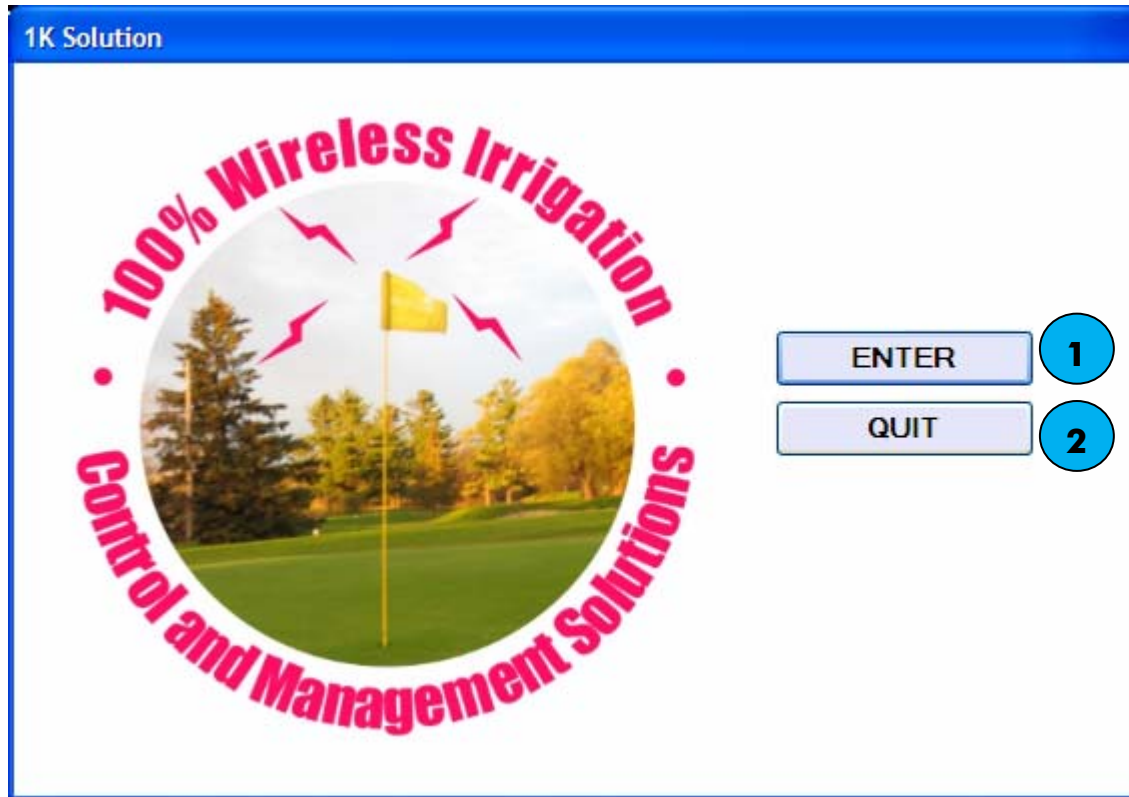 1K Solution
100% Wireless Irrigation
Control and Management Solutions
ENTER
1
QUIT
2